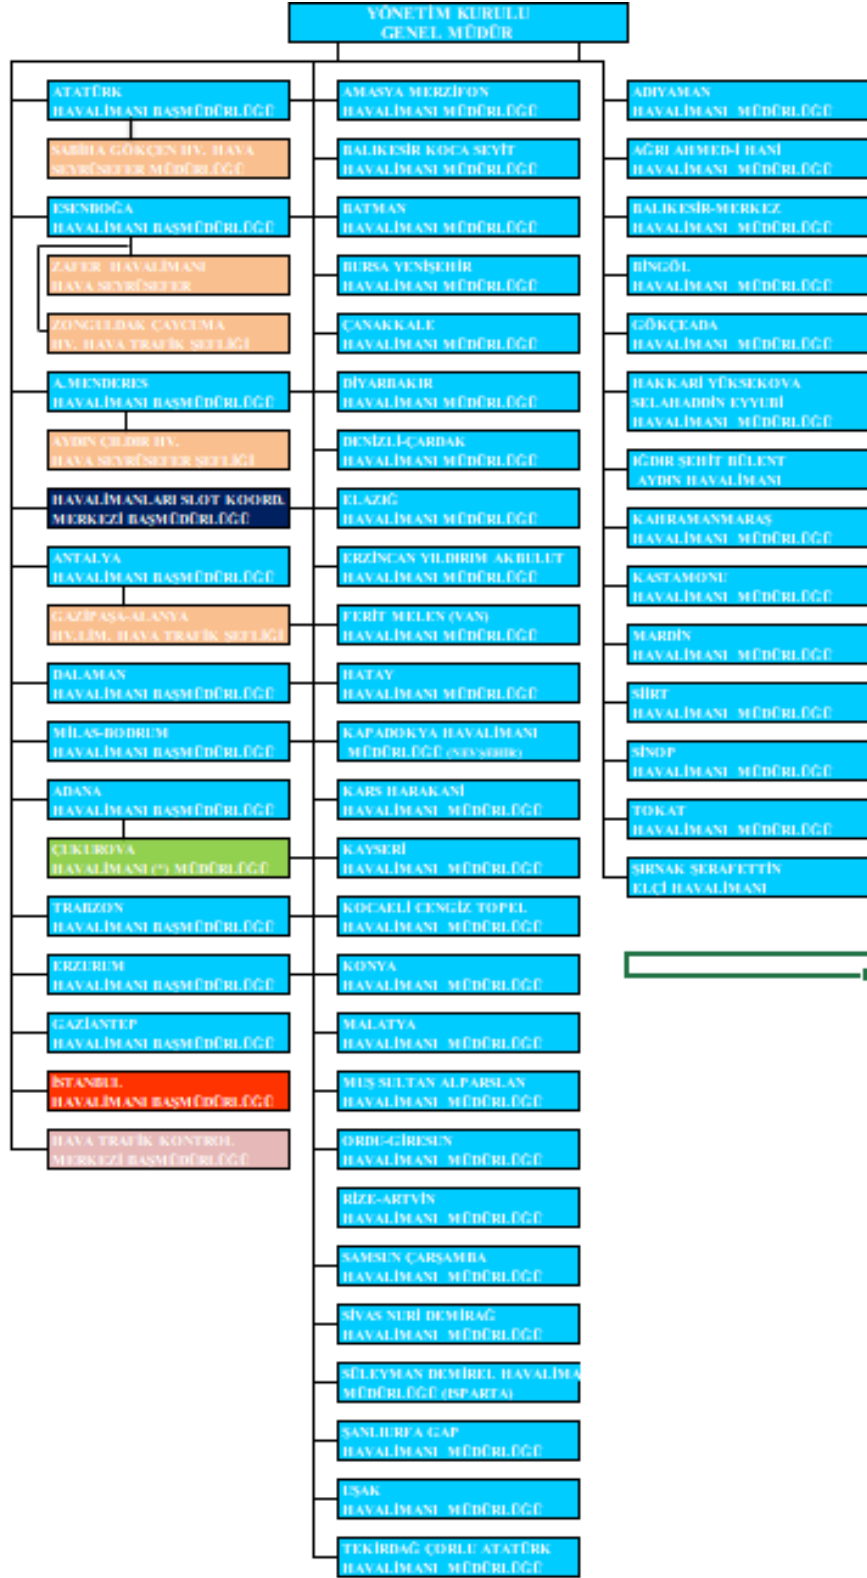 YÖNETİM KURULU
GENEL MÜDÜR
ATATÜRK
HAVALİMANI BAŞMÜDÜRLÜĞÜ
SABİHA GÖKÇEN HV. HAVA
SEYRÜSEFER MÜDÜRLÜĞÜ
ESENBOĞA
HAVALİMANI BAŞMÜDÜRLÜĞÜ
ZAFER HAVALİMANI
HAVA SEYRÜSEFER
ZONGULDAK ÇAYCUMA
HV. HAVA TRAFİK ŞEFLİĞİ
A.MENDERES
HAVALİMANI BAŞMÜDÜRLÜĞÜ
AYDIN ÇILDIR HV.
HAVA SEYRÜSEFER ŞEFLİĞİ
HAVALİMANLARI SLOT KOORD.
MERKEZİ BAŞMÜDÜRLÜĞÜ
ANTALYA
HAVALİMANI BAŞMÜDÜRLÜĞÜ
GAZİPAŞA-ALANYA
HV.LİM. HAVA TRAFİK ŞEFLİĞİ
DALAMAN
HAVALİMANI BAŞMÜDÜRLÜĞÜ
MİLAS-BODRUM
HAVALİMANI BAŞMÜDÜRLÜĞÜ
ADANA
HAVALİMANI BAŞMÜDÜRLÜĞÜ
ÇUKUROVA
HAVALİMANI (*) MÜDÜRLÜĞÜ
TRABZON
HAVALİMANI BAŞMÜDÜRLÜĞÜ
ERZURUM
HAVALİMANI BAŞMÜDÜRLÜĞÜ
GAZİANTEP
HAVALİMANI BAŞMÜDÜRLÜĞÜ
İSTANBUL
HAVALİMANI BAŞMÜDÜRLÜĞÜ
HAVA TRAFİK KONTROL
MERKEZİ BAŞMÜDÜRLÜĞÜ
AMASYA MERZİFON
HAVALİMANI MÜDÜRLÜĞÜ
BALIKESİR KOCA SEYİT
HAVALİMANI MÜDÜRLÜĞÜ
BATMAN
HAVALİMANI MÜDÜRLÜĞÜ
BURSA YENİŞEHİR
HAVALİMANI MÜDÜRLÜĞÜ
ÇANAKKALE
HAVALİMANI MÜDÜRLÜĞÜ
DİYARBAKIR
HAVALİMANI MÜDÜRLÜĞÜ
DENİZLİ-ÇARDAK
HAVALİMANI MÜDÜRLÜĞÜ
ELAZIĞ
HAVALİMANI MÜDÜRLÜĞÜ
ERZİNCAN YILDIRIM AKBULUT
HAVALİMANI MÜDÜRLÜĞÜ
FERİT MELEN (VAN)
HAVALİMANI MÜDÜRLÜĞÜ
HATAY
HAVALİMANI MÜDÜRLÜĞÜ
KAPADOKYA HAVALİMANI
MÜDÜRLÜĞÜ (NEVŞEHİR)
KARS HARAKANİ
HAVALİMANI MÜDÜRLÜĞÜ
KAYSERİ
HAVALİMANI MÜDÜRLÜĞÜ
KOCAELİ CENGİZ TOPEL
HAVALİMANI MÜDÜRLÜĞÜ
KONYA
HAVALİMANI MÜDÜRLÜĞÜ
MALATYA
HAVALİMANI MÜDÜRLÜĞÜ
MUŞ SULTAN ALPARSLAN
HAVALİMANI MÜDÜRLÜĞÜ
ORDU-GİRESUN
HAVALİMANI MÜDÜRLÜĞÜ
RİZE-ARTVİN
HAVALİMANI MÜDÜRLÜĞÜ
SAMSUN ÇARŞAMBA
HAVALİMANI MÜDÜRLÜĞÜ
SİVAS NURİ DEMİRAĞ
HAVALİMANI MÜDÜRLÜĞÜ
SÜLEYMAN DEMİREL HAVALİMA
MÜDÜRLÜĞÜ (ISPARTA)
ŞANLIURFA GAP
HAVALİMANI MÜDÜRLÜĞÜ
UŞAK
HAVALİMANI MÜDÜRLÜĞÜ
TEKİRDAĞ ÇORLU ATATÜRK
HAVALİMANI MÜDÜRLÜĞÜ
ADIYAMAN
HAVALİMANI MÜDÜRLÜĞÜ
AĞRI AHMED-İ HANİ
HAVALİMANI MÜDÜRLÜĞÜ
BALIKESİR-MERKEZ
HAVALİMANI MÜDÜRLÜĞÜ
BİNGÖL
HAVALİMANI MÜDÜRLÜĞÜ
GÖKÇEADA
HAVALİMANI MÜDÜRLÜĞÜ
HAKKARİ YÜKSEKOVA
SELAHADDİN EYYUBİ
HAVALİMANI MÜDÜRLÜĞÜ
IĞDIR ŞEHİT BÜLENT
AYDIN HAVALİMANI
KAHRAMANMARAŞ
HAVALİMANI MÜDÜRLÜĞÜ
KASTAMONU
HAVALİMANI MÜDÜRLÜĞÜ
MARDİN
HAVALİMANI MÜDÜRLÜĞÜ
SİİRT
HAVALİMANI MÜDÜRLÜĞÜ
SİNOP
HAVALİMANI MÜDÜRLÜĞÜ
TOKAT
HAVALİMANI MÜDÜRLÜĞÜ
ŞIRNAK ŞERAFETTİN
ELÇİ HAVALİMANI